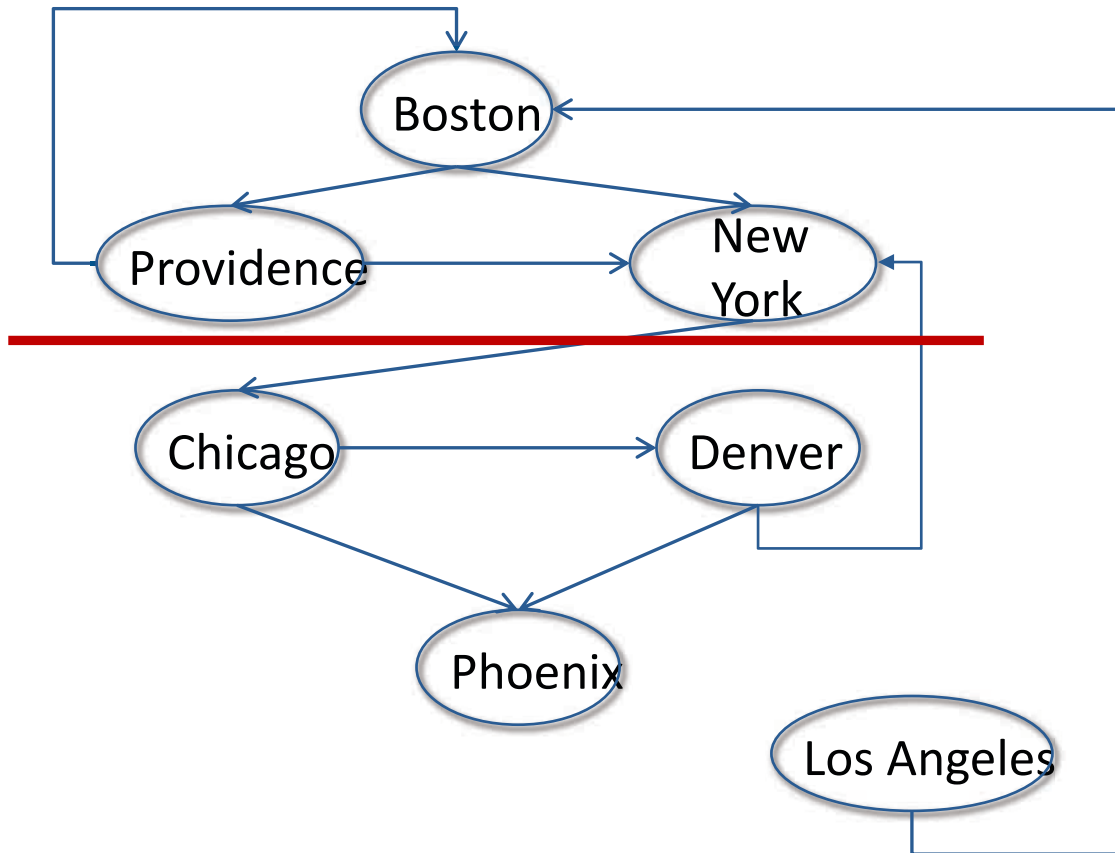 Boston
Providence
New
York
Chicago
Denver
Phoenix
Los Angeles